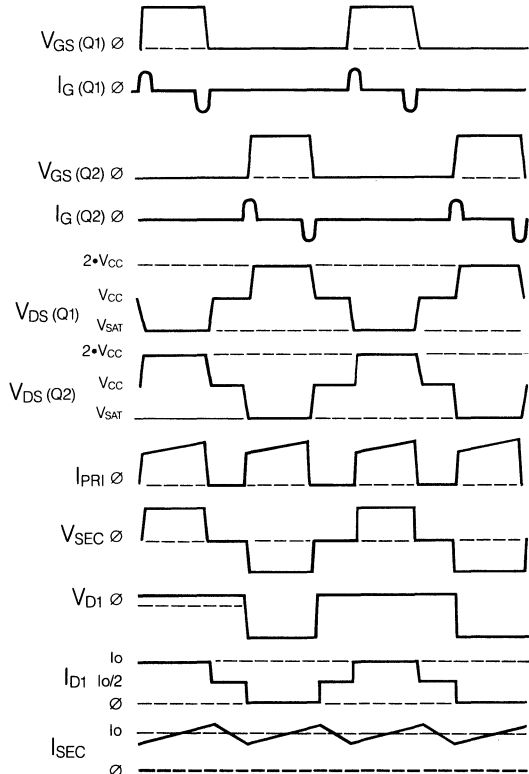 VGS (Q1) Ø
IG (Q1) Ø
VGS (Q2) Ø
IG (Q2) Ø
2•VCC
VCC
VDS (Q1)
VSAT
2•VCC
VCC
VDS (Q2)
VSAT
IPRI Ø
VSEC Ø
VD1 Ø
Io
ID1 Io/2
Ø
Io
ISEC
Ø